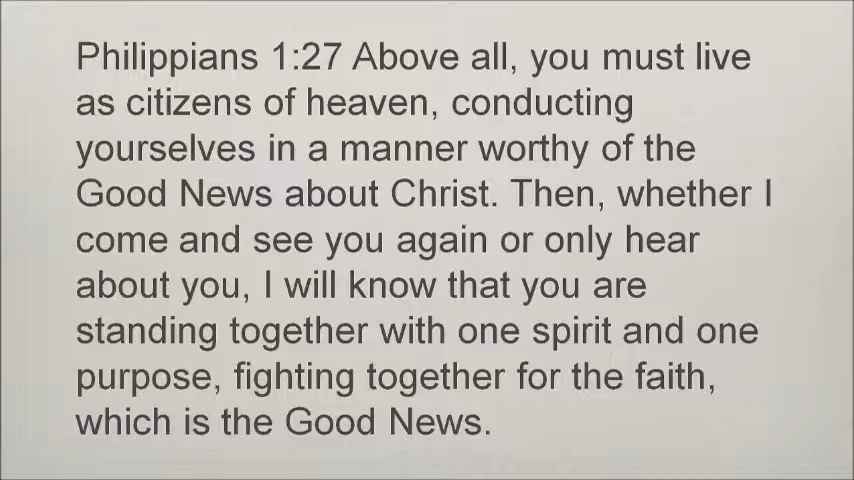 Philippians 1:27 Above all, you must live
as citizens of heaven, conducting
yourselves in a manner worthy of the
Good News about Christ. Then, whether I
come and see you again or only hear
about you, I will know that you are
standing together with one spirit and one
purpose, fighting together for the faith,
which is the Good News.